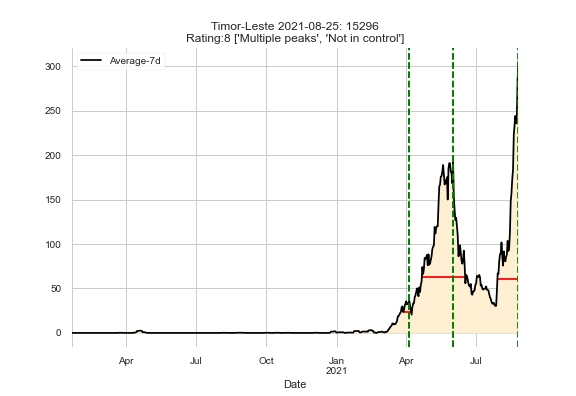 Timor-Leste 2021-08-25: 15296
Rating:8 ['Multiple peaks', 'Not in control']
Average-7d
300
250
200
150
100
50
0
Apr Jul Oct Jan Apr Jul
2021
Date